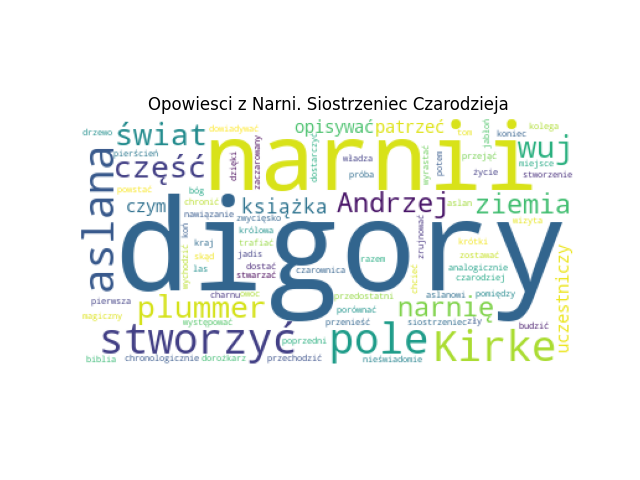 Opowiesci z Narni. Siostrzeniec Czarodzieja
drzewo świat dowiadywać narnii opisywać patrzeć tom jabłoń koniec kolega
pierścień część dzięki zaczarowany dostarczyć władza wyrastać potem przejąć wuj
próba życie miejsce stworzenie
aslana powstać bóg chronić czym książka Andrzej aslan ziemia
nawiązanie zwycięsko wizyta
wychodzić koń królowa digory zrujnować krótki
kraj trafiać zostawać
skąd jadis razem analogicznie uczestniczy
las dostać stwarzać czarownica chcieć czarodziej
pierwsza charnu owoc przedostatni aslanowi pomiędzy
magiczny plummer porównać narnię
występować przenieść siostrzeniec zły budzić
stworzyć poprzedni pole Kirke
biblia chronologicznie dorożkarz przechodzić nieświadomie